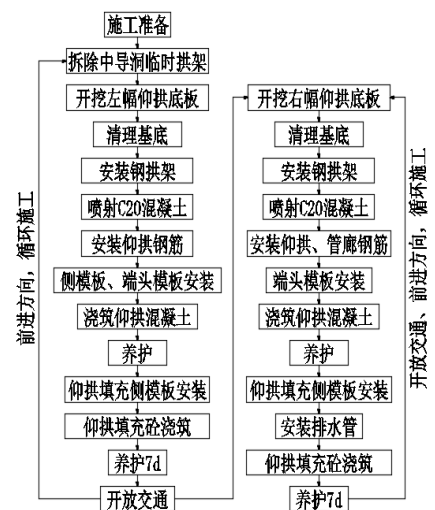 施工准备
拆除中导洞临时拱架
开挖左幅仰拱底板
清理基底
安装钢拱架
喷射C20混凝土
安装仰拱钢筋
侧模板、端头模板安装
浇筑仰拱混凝土
养护
仰拱填充侧模板安装
仰拱填充砼浇筑
养护7d
开放交通
前进方向，循环施工
开挖右幅仰拱底板
清理基底
安装钢拱架
喷射C20混凝土
安装仰拱、管廊钢筋
端头模板安装
浇筑仰拱混凝土
养护
仰拱填充侧模板安装
安装排水管
仰拱填充砼浇筑
养护7d
开放交通、前进方向，循环施工